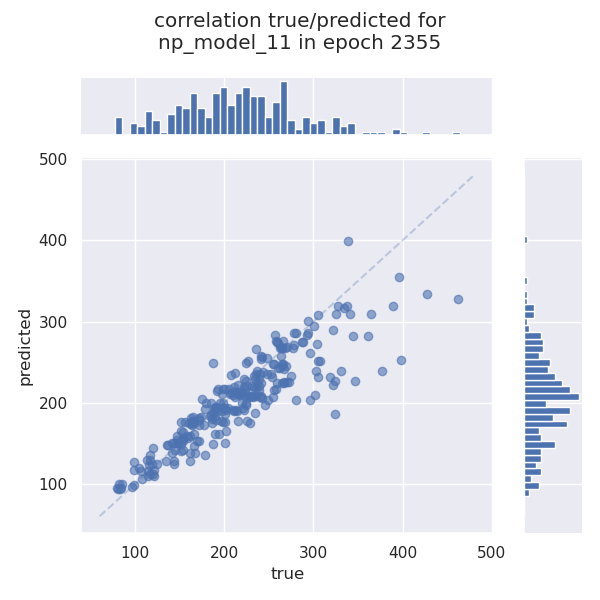 correlation true/predicted for
np_model_11 in epoch 2355
500
400
300
200
100
predicted
100 200 300 400 500
true